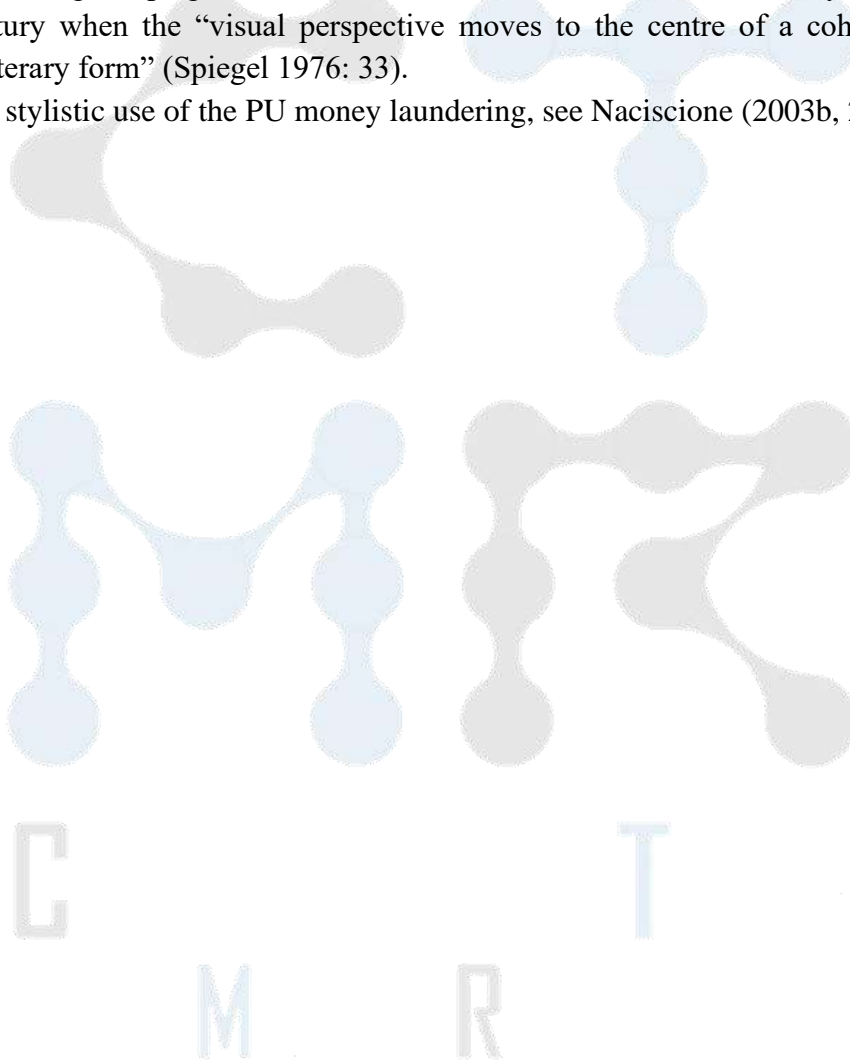 tury when the “visual perspective moves to the centre of a coh
terary form” (Spiegel 1976: 33).
stylistic use of the PU money laundering, see Naciscione (2003b,
C T
M R